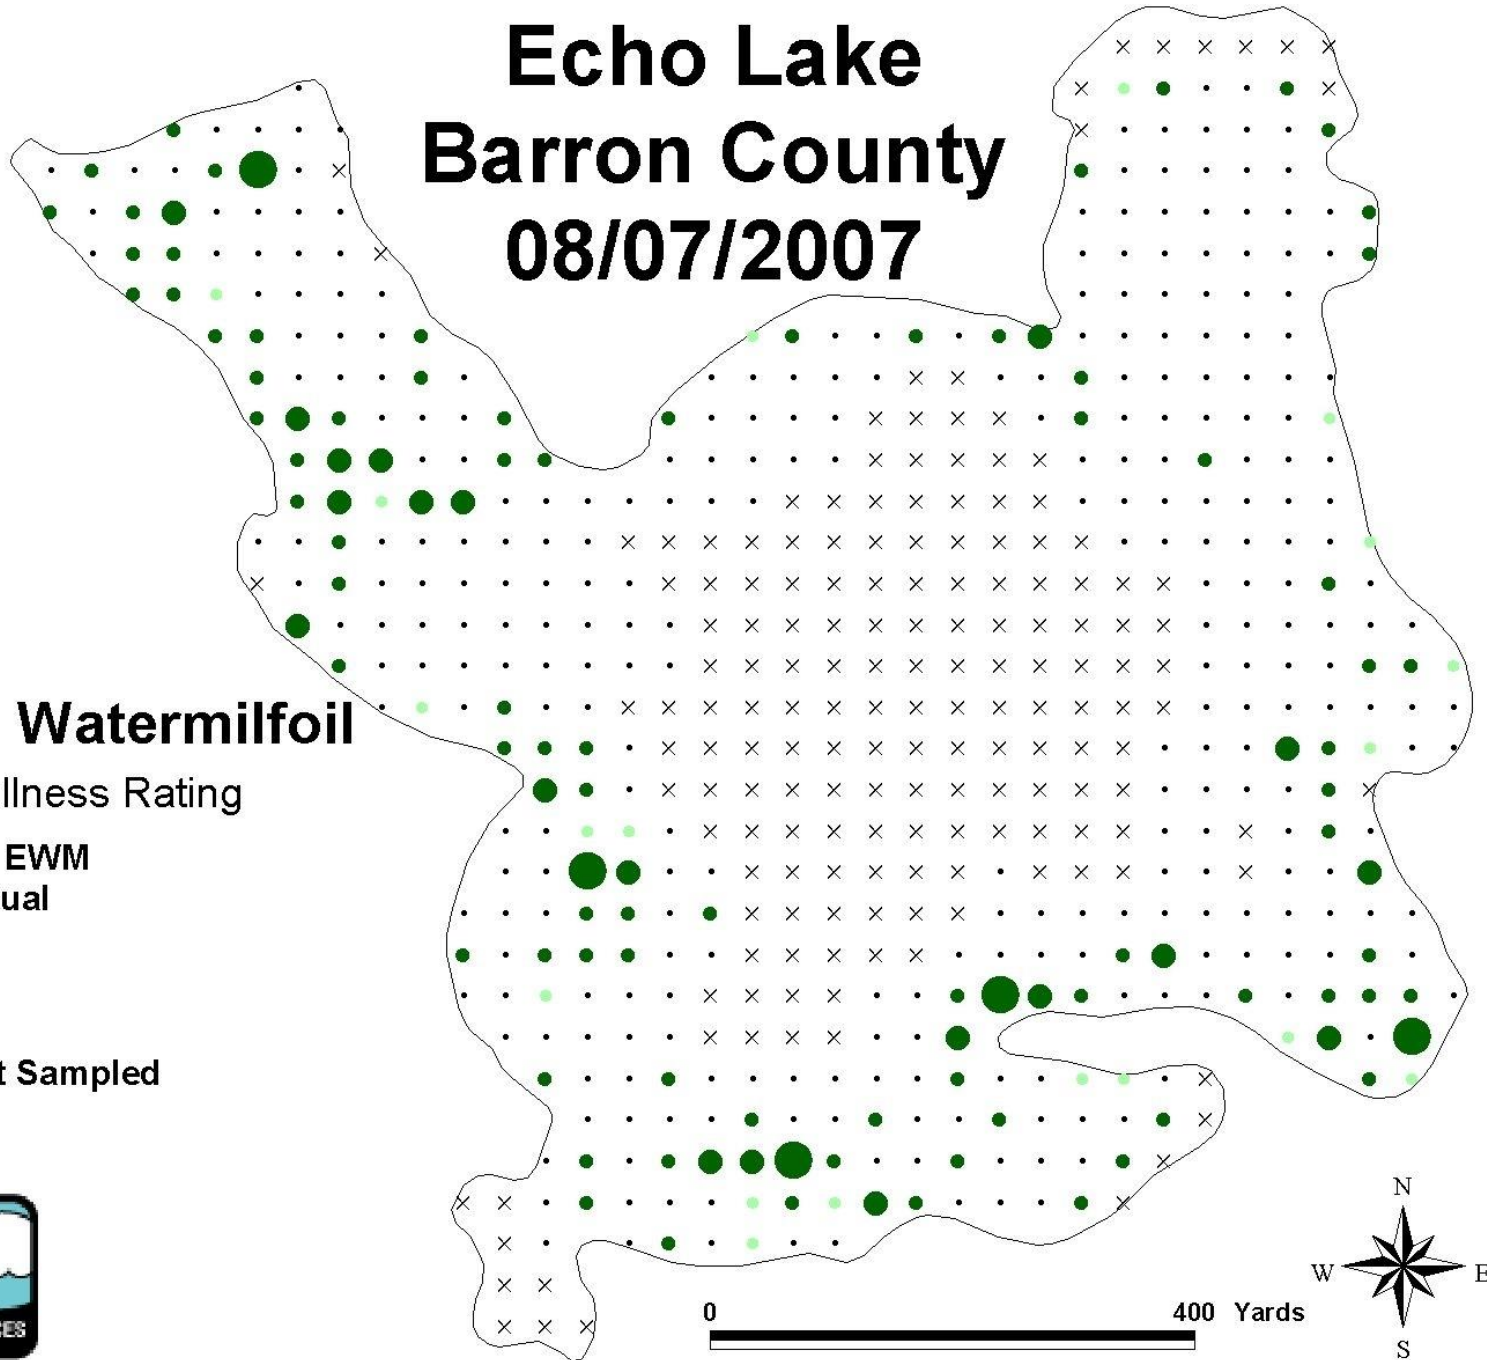 Echo Lake
Barron County
08/07/2007
Watermilfoil
llness Rating
EWM
ual
t Sampled
0 400 Yards
N
W E
S